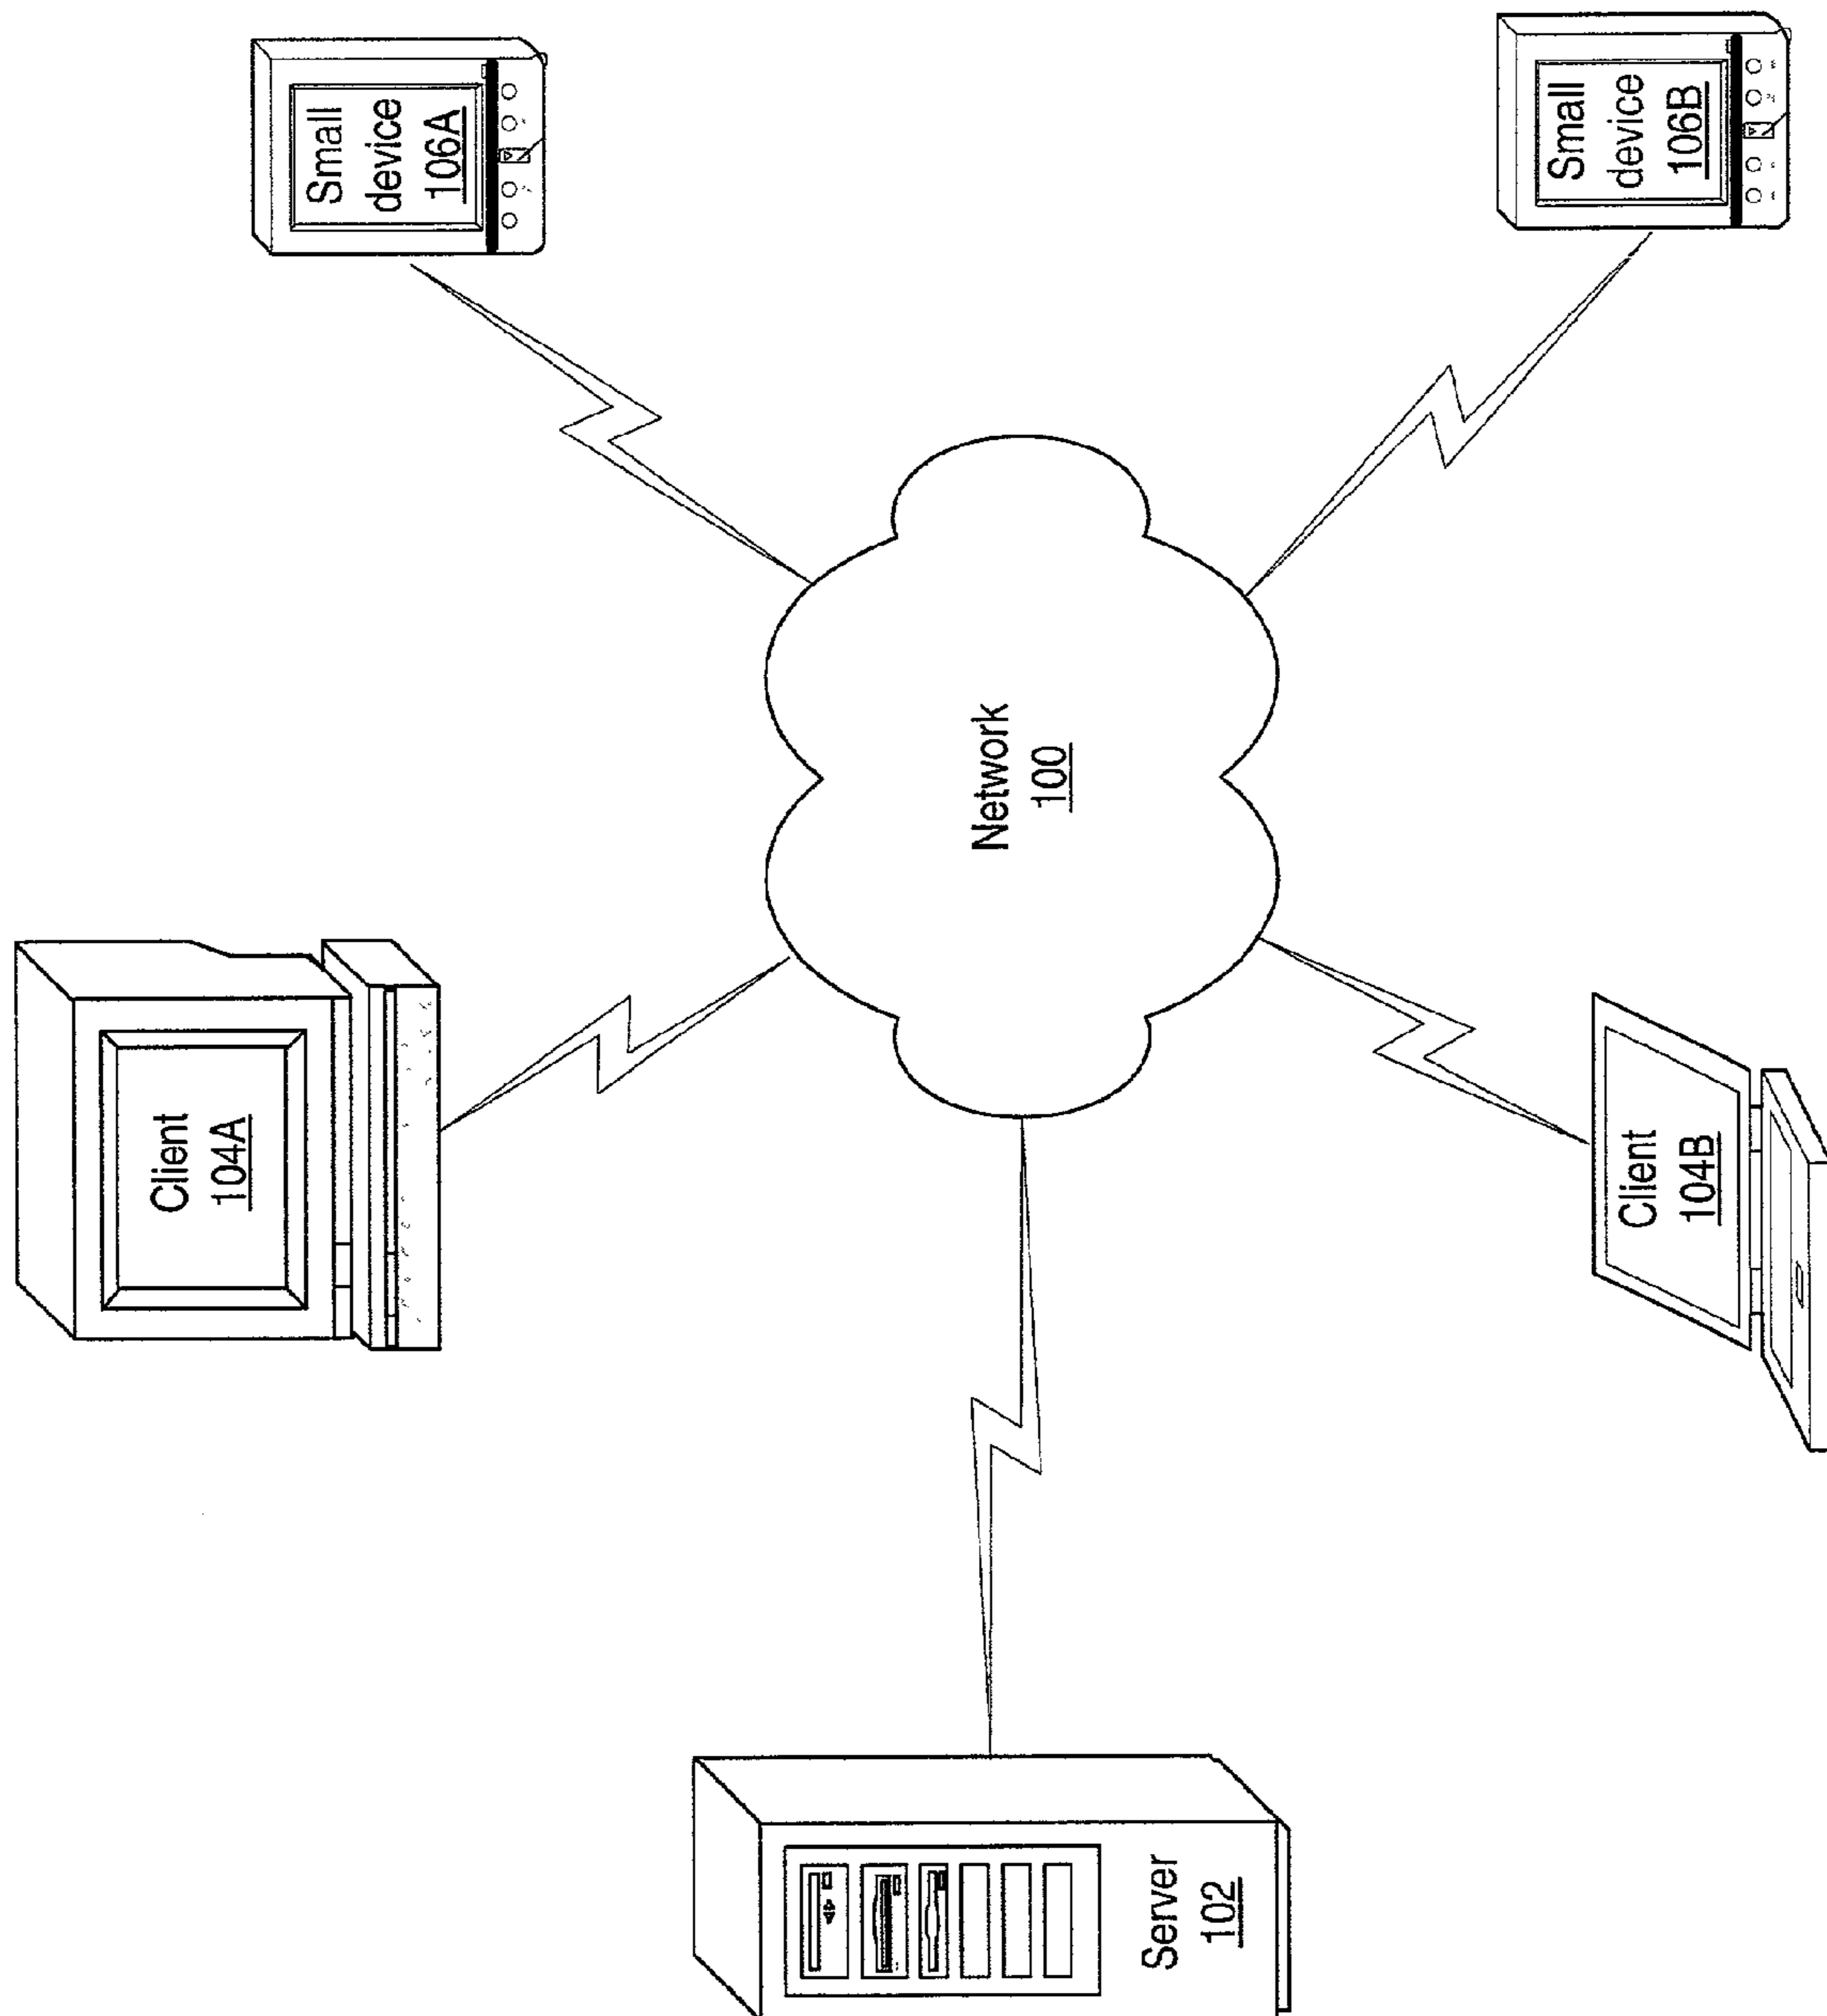 Client
104A
Small
device
106A
Server
102
Network
100
Client
104B
Small
device
106B